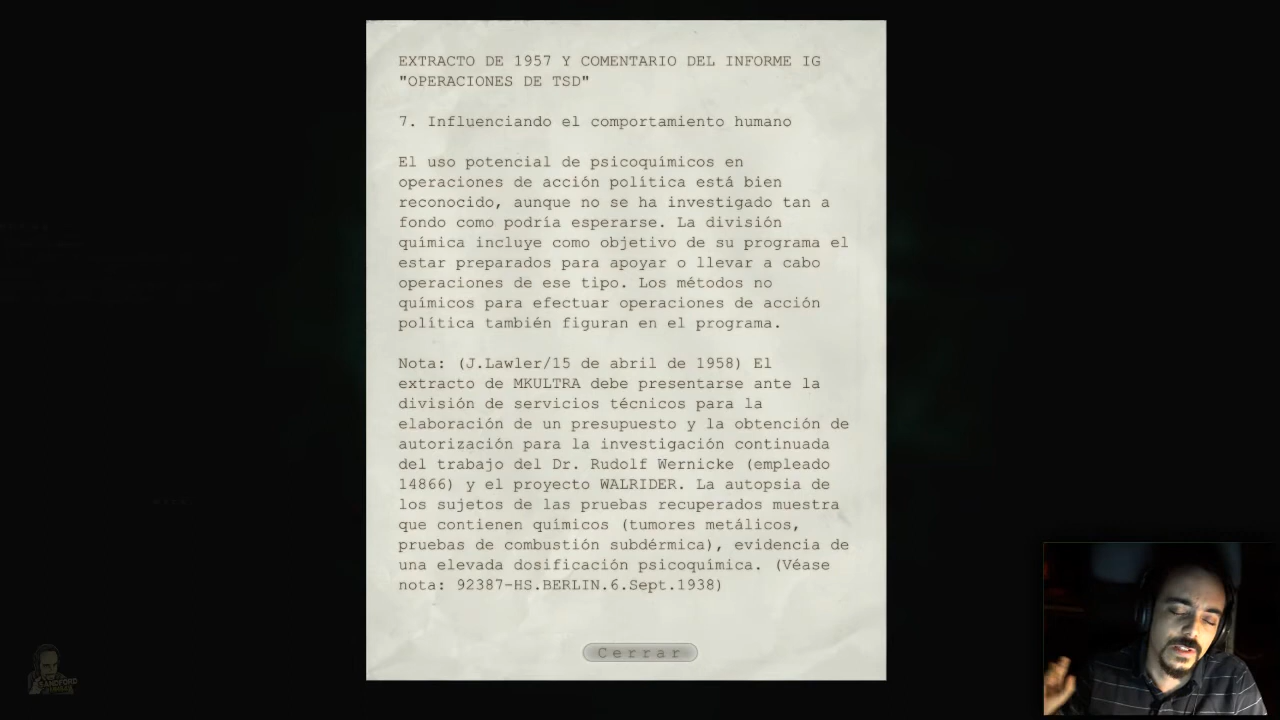 EXTRACTO DE 1957 Y COMENTARIO DEL INFORME IG
"OPERACIONES DE TSD"
7. Influenciando el comportamiento humano
El uso potencial de psicoquímicos en
operaciones de acción política está bien
reconocido, aunque no se ha investigado tan a
fondo como podría esperarse. La división
química incluye como objetivo de su programa el
estar preparados para apoyar o llevar a cabo
operaciones de ese tipo. Los métodos no
químicos para efectuar operaciones de acción
política también figuran en el programa.
Nota: (J.Lawler/15 de abril de 1958) El
extracto de MKULTRA debe presentarse ante la
división de servicios técnicos para la
elaboración de un presupuesto y la obtención de
autorización para la investigación continuada
del trabajo del Dr. Rudolf Wernicke (empleado
14866) y el proyecto WALRIDER. La autopsia de
los sujetos de las pruebas recuperados muestra
que contienen químicos (tumores metálicos,
pruebas de combustión subdérmica), evidencia de
una elevada dosificación psicoquímica. (Véase
nota: 92387-HS.BERLIN.6.Sept.1938)
Cerrar